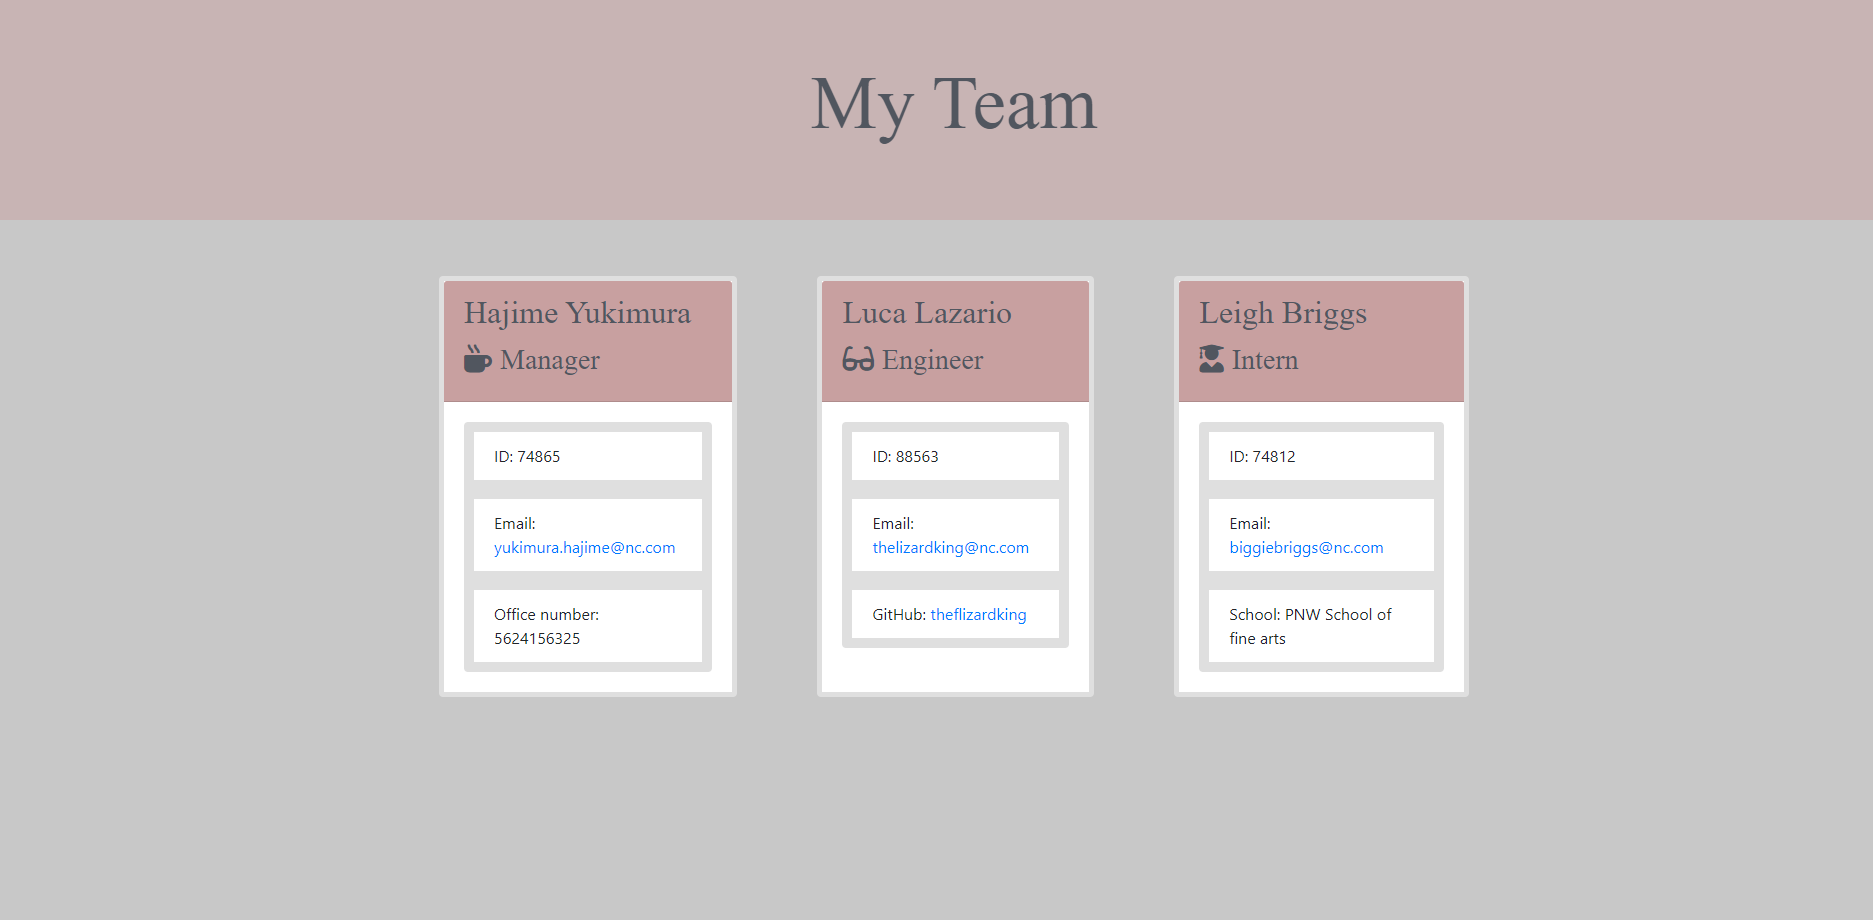 My Team
Hajime Yukimura
Manager
ID: 74865
Email:
yukimura.hajime@nc.com
Office number:
5624156325
Luca Lazario
Engineer
ID: 88563
Email:
thelizardking@nc.com
GitHub: theflizardking
Leigh Briggs
Intern
ID: 74812
Email:
biggiebriggs@nc.com
School: PNW School of
fine arts